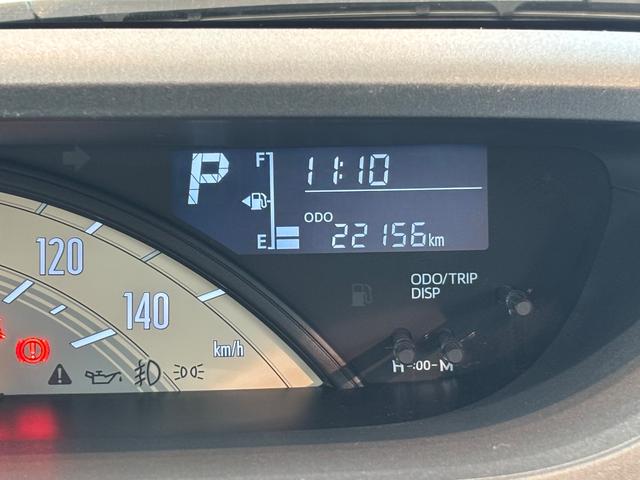 P
F
11:10
ODO
E
22156km
120
140
km/h
ODO/TRIP
DISP
H-:00-M